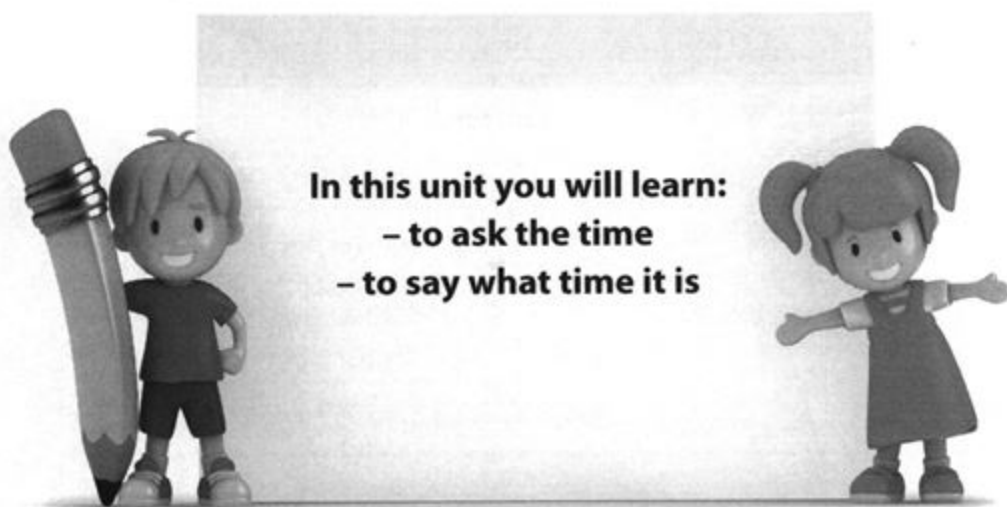 In this unit you will learn:
– to ask the time
– to say what time it is